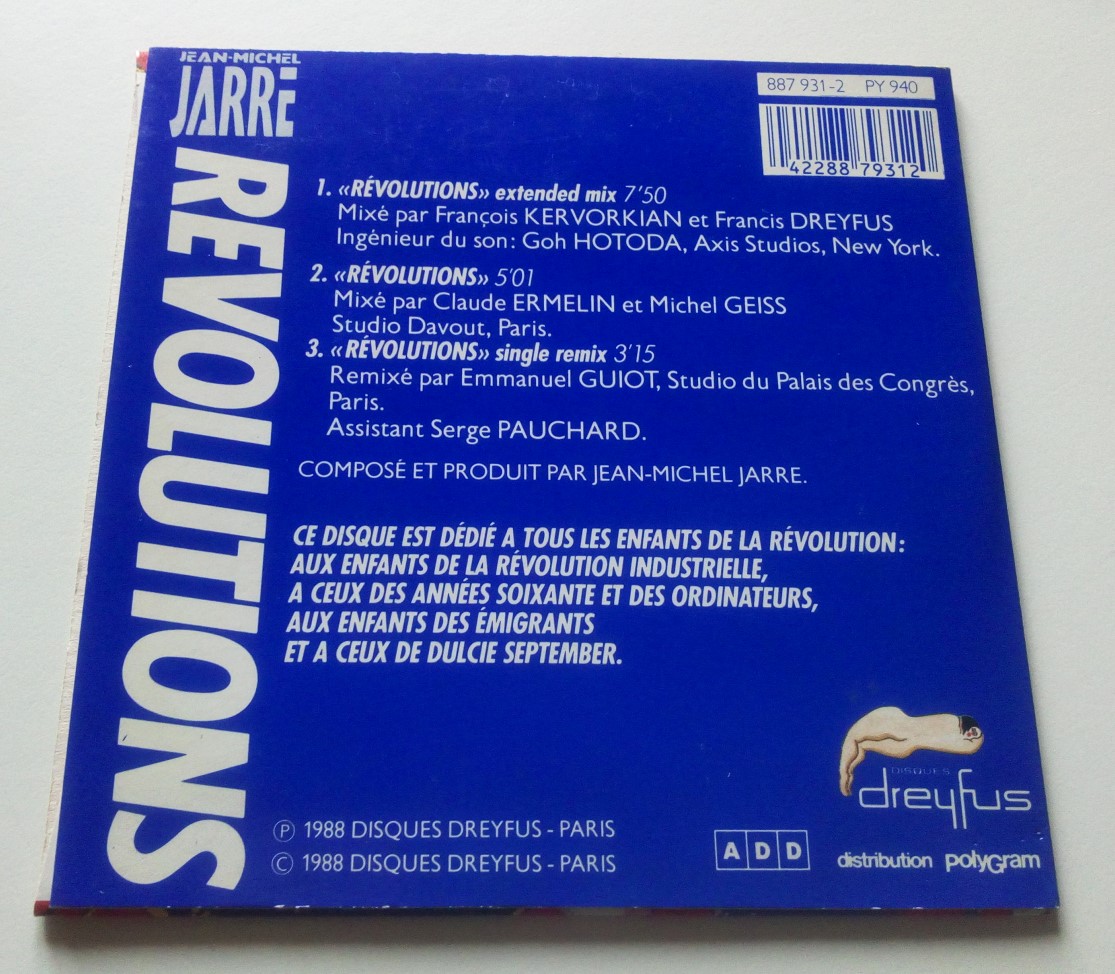 JEAN-MICHEL
JARRE
REVOLUTIONS
887 931-2 PY 940
42288 79312
1. «RÉVOLUTIONS» extended mix 7'50
Mixé par François KERVORKIAN et Francis DREYFUS
Ingénieur du son: Goh HOTODA, Axis Studios, New York.
2. «RÉVOLUTIONS» 5'01
Mixé par Claude ERMELIN et Michel GEISS
Studio Davout, Paris.
3. «RÉVOLUTIONS» single remix 3'15
Remixé par Emmanuel GUIOT, Studio du Palais des Congrès,
Paris.
Assistant Serge PAUCHARD.
COMPOSÉ ET PRODUIT PAR JEAN-MICHEL JARRE.
CE DISQUE EST DÉDIÉ A TOUS LES ENFANTS DE LA RÉVOLUTION:
AUX ENFANTS DE LA RÉVOLUTION INDUSTRIELLE,
A CEUX DES ANNÉES SOIXANTE ET DES ORDINATEURS,
AUX ENFANTS DES ÉMIGRANTS
ET A CEUX DE DULCIE SEPTEMBER.
DISQUES
dreyfus
℗ 1988 DISQUES DREYFUS - PARIS
© 1988 DISQUES DREYFUS - PARIS
A D D
distribution polyGram